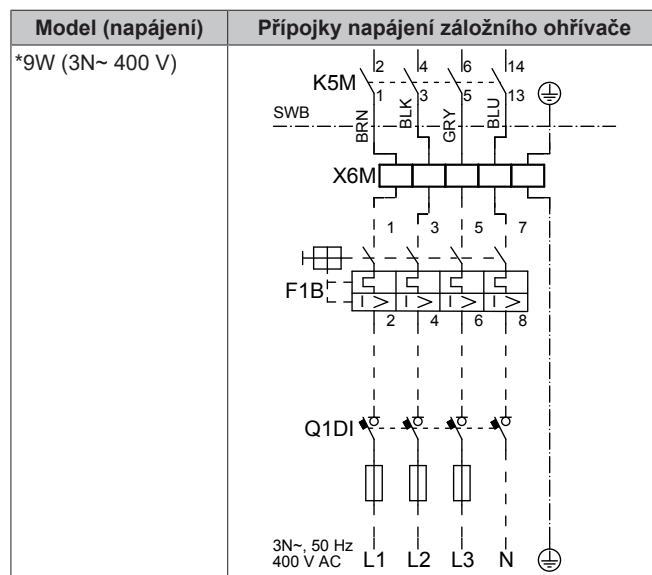 Model (napájení) Přípojky napájení záložního ohřívače
*9W (3N~ 400 V)
2 4 6 14
K5M
1 3 5 13
SWB
BRN BLK GRY BLU
X6M
1 3 5 7
F1B
I > I > I > I >
2 4 6 8
Q1DI
3N~, 50 Hz
400 V AC
L1 L2 L3 N